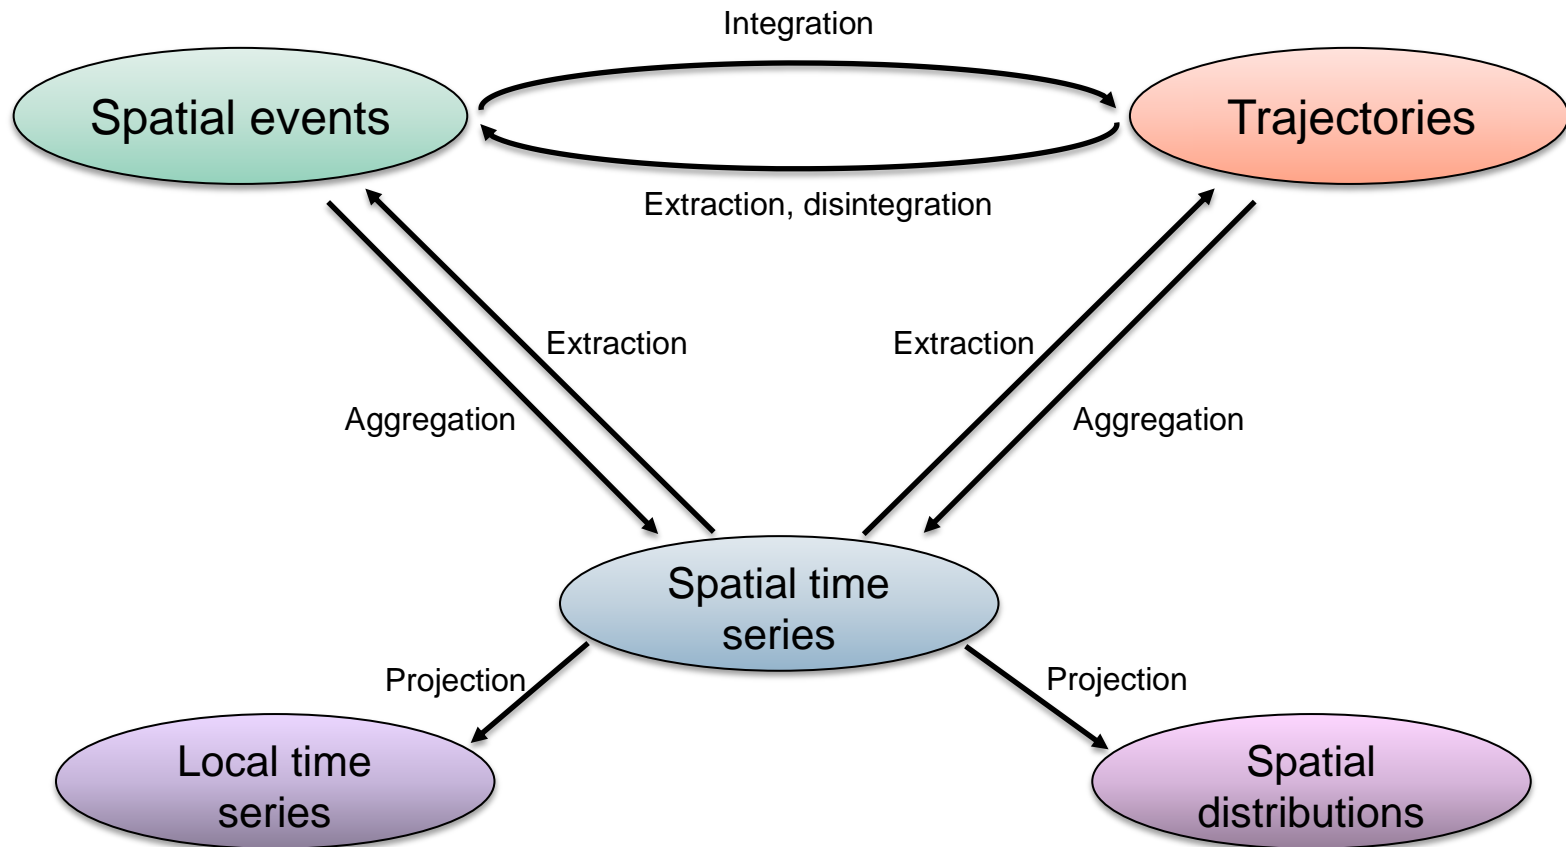 Integration
Spatial events
Trajectories
Extraction, disintegration
Extraction
Extraction
Aggregation
Aggregation
Spatial time
series
Projection
Projection
Local time
series
Spatial
distributions